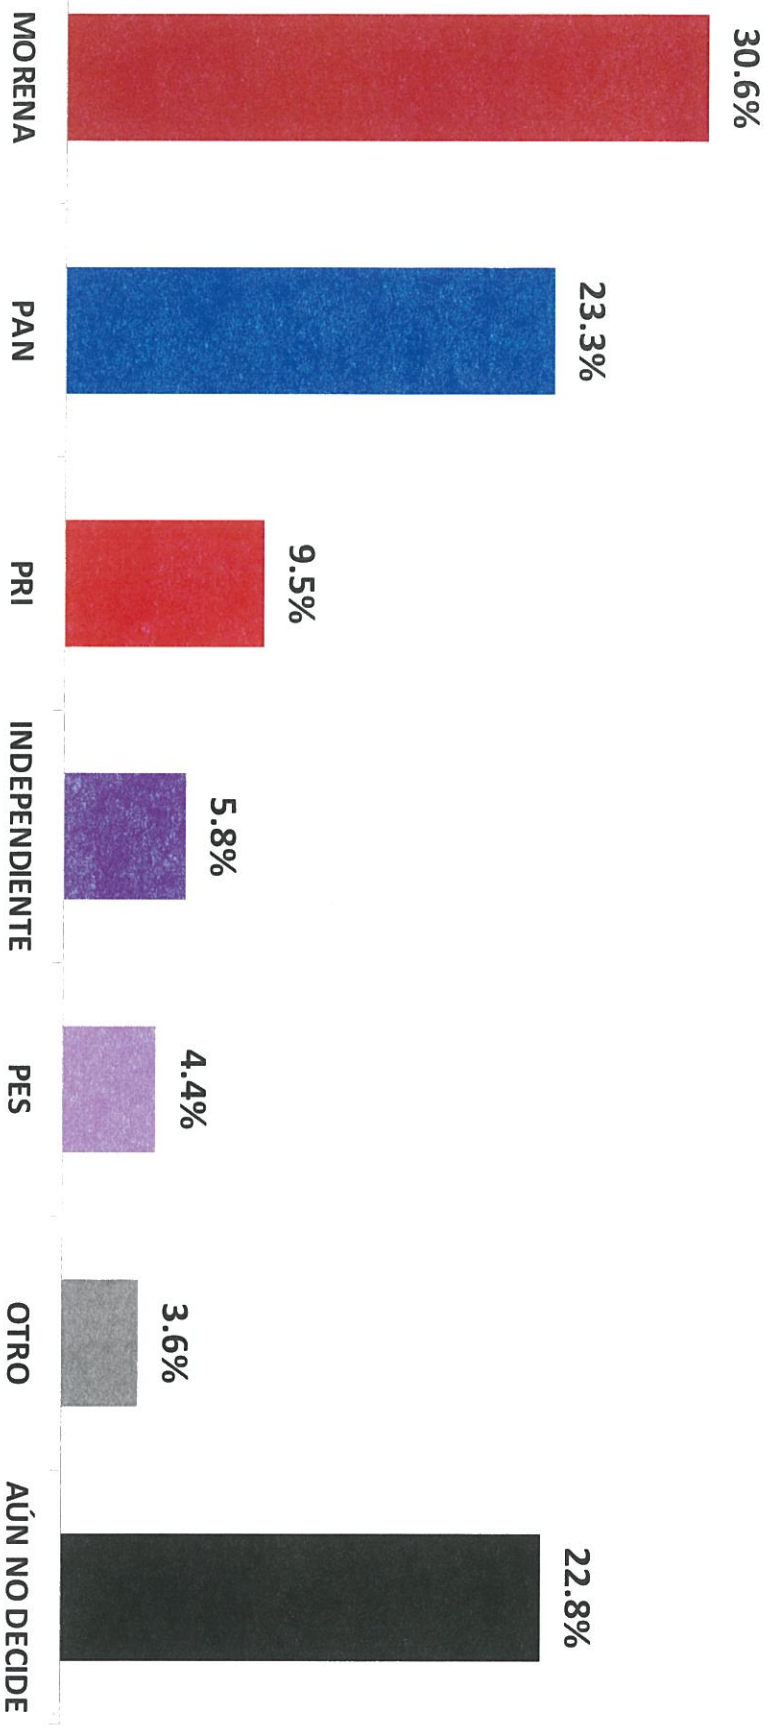 30.6%
23.3%
9.5%
5.8%
4.4%
3.6%
22.8%
MORENA
PAN
PRI
INDEPENDIENTE
PES
OTRO
AÚN NO DECIDE